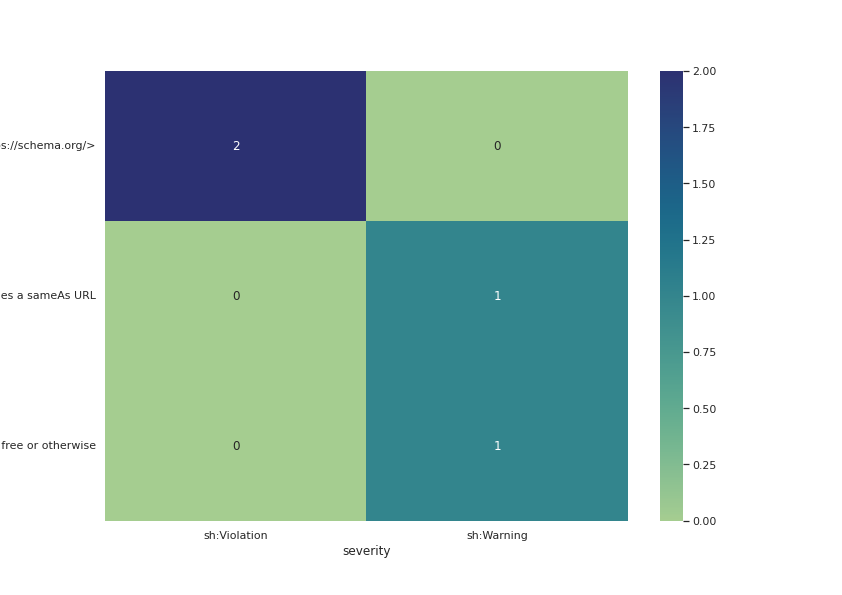 2.00
1.75
s://schema.org/> 2 0
1.50
1.25
es a sameAs URL 0 1 1.00
0.75
0.50
free or otherwise 0 1
0.25
0.00
sh:Violation sh:Warning
severity